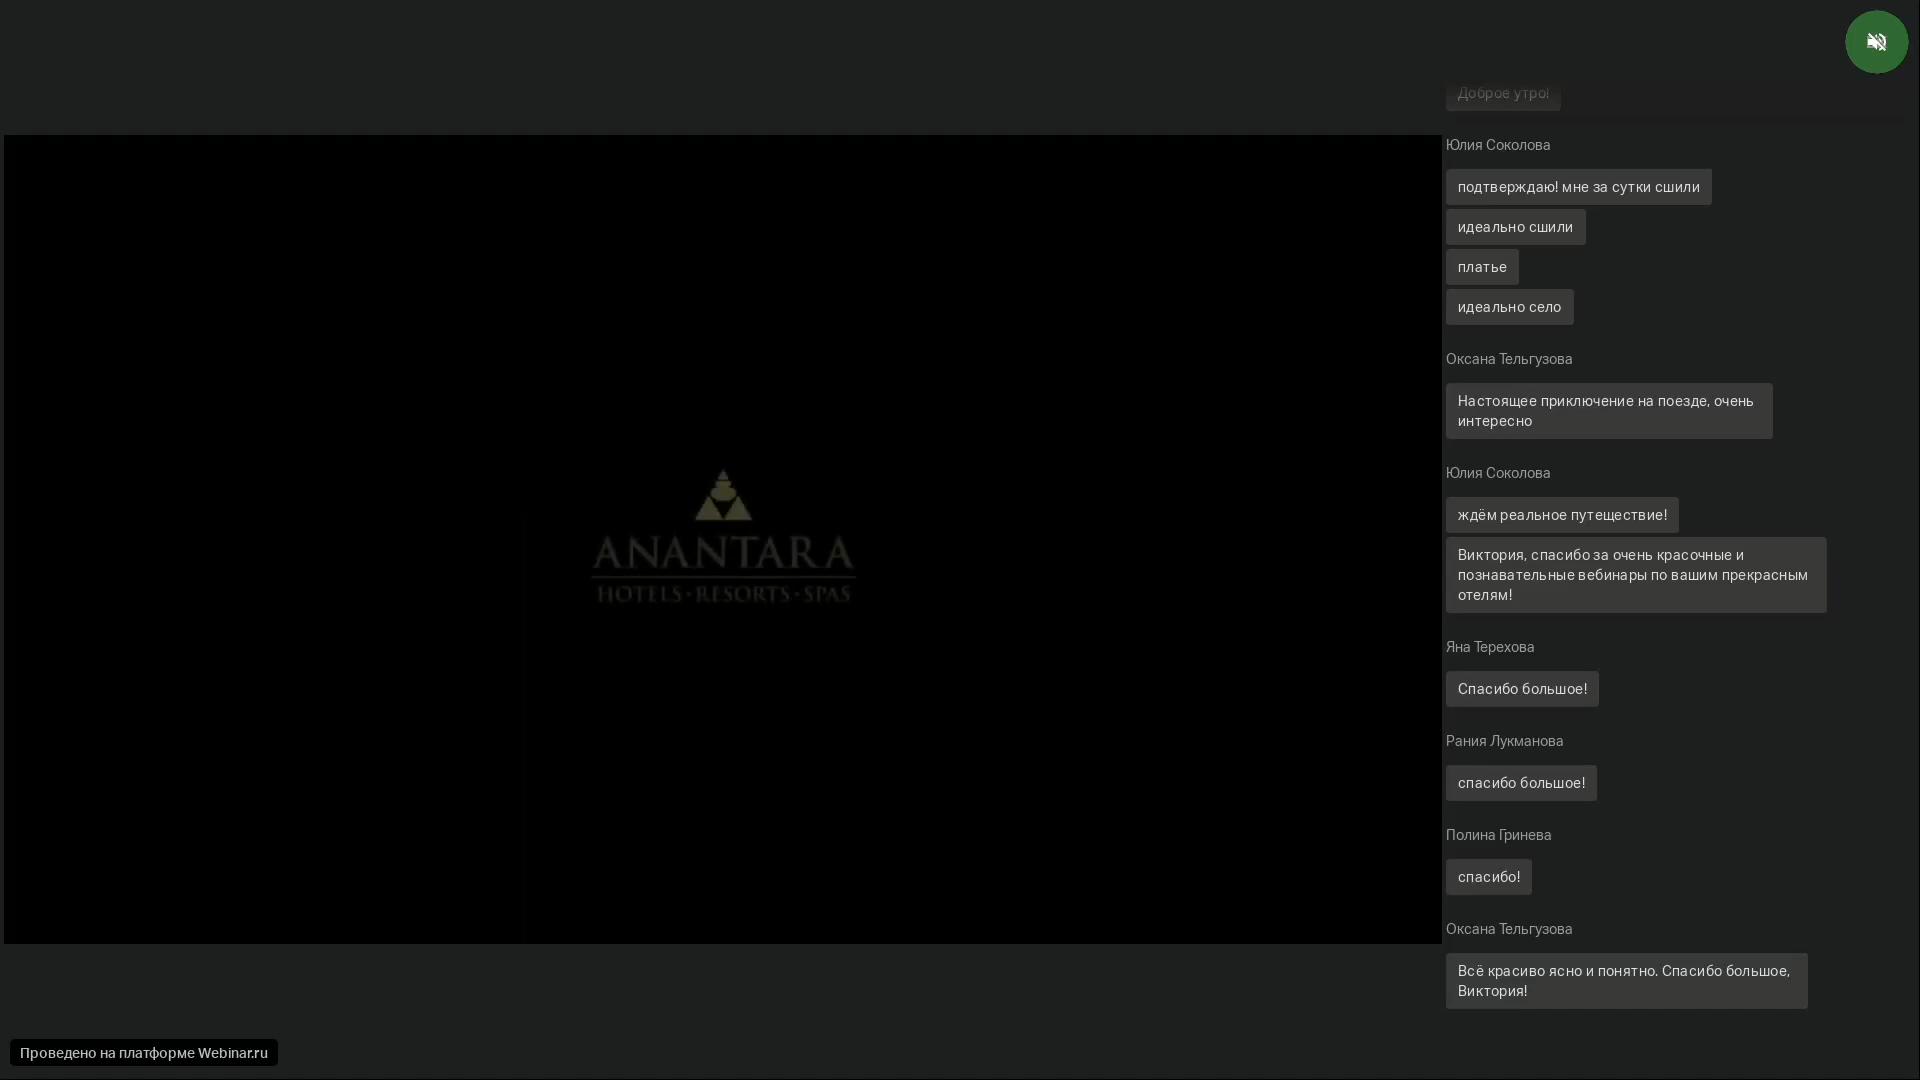 Доброе утро!
Юлия Соколова
подтверждаю! мне за сутки сшили
идеально сшили
платье
идеально село
Оксана Тельгузова
Настоящее приключение на поезде, очень
интересно
Юлия Соколова
ждём реальное путеществие!
Виктория, спасибо за очень красочные и
познавательные вебинары по вашим прекрасным
отелям!
Яна Терехова
Спасибо большое!
Рания Лукманова
спасибо большое!
Полина Гринева
спасибо!
Оксана Тельгузова
Всё красиво ясно и понятно. Спасибо большое,
Виктория!
ANANTARA
HOTELS · RESORTS · SPAS
Проведено на платформе Webinar.ru